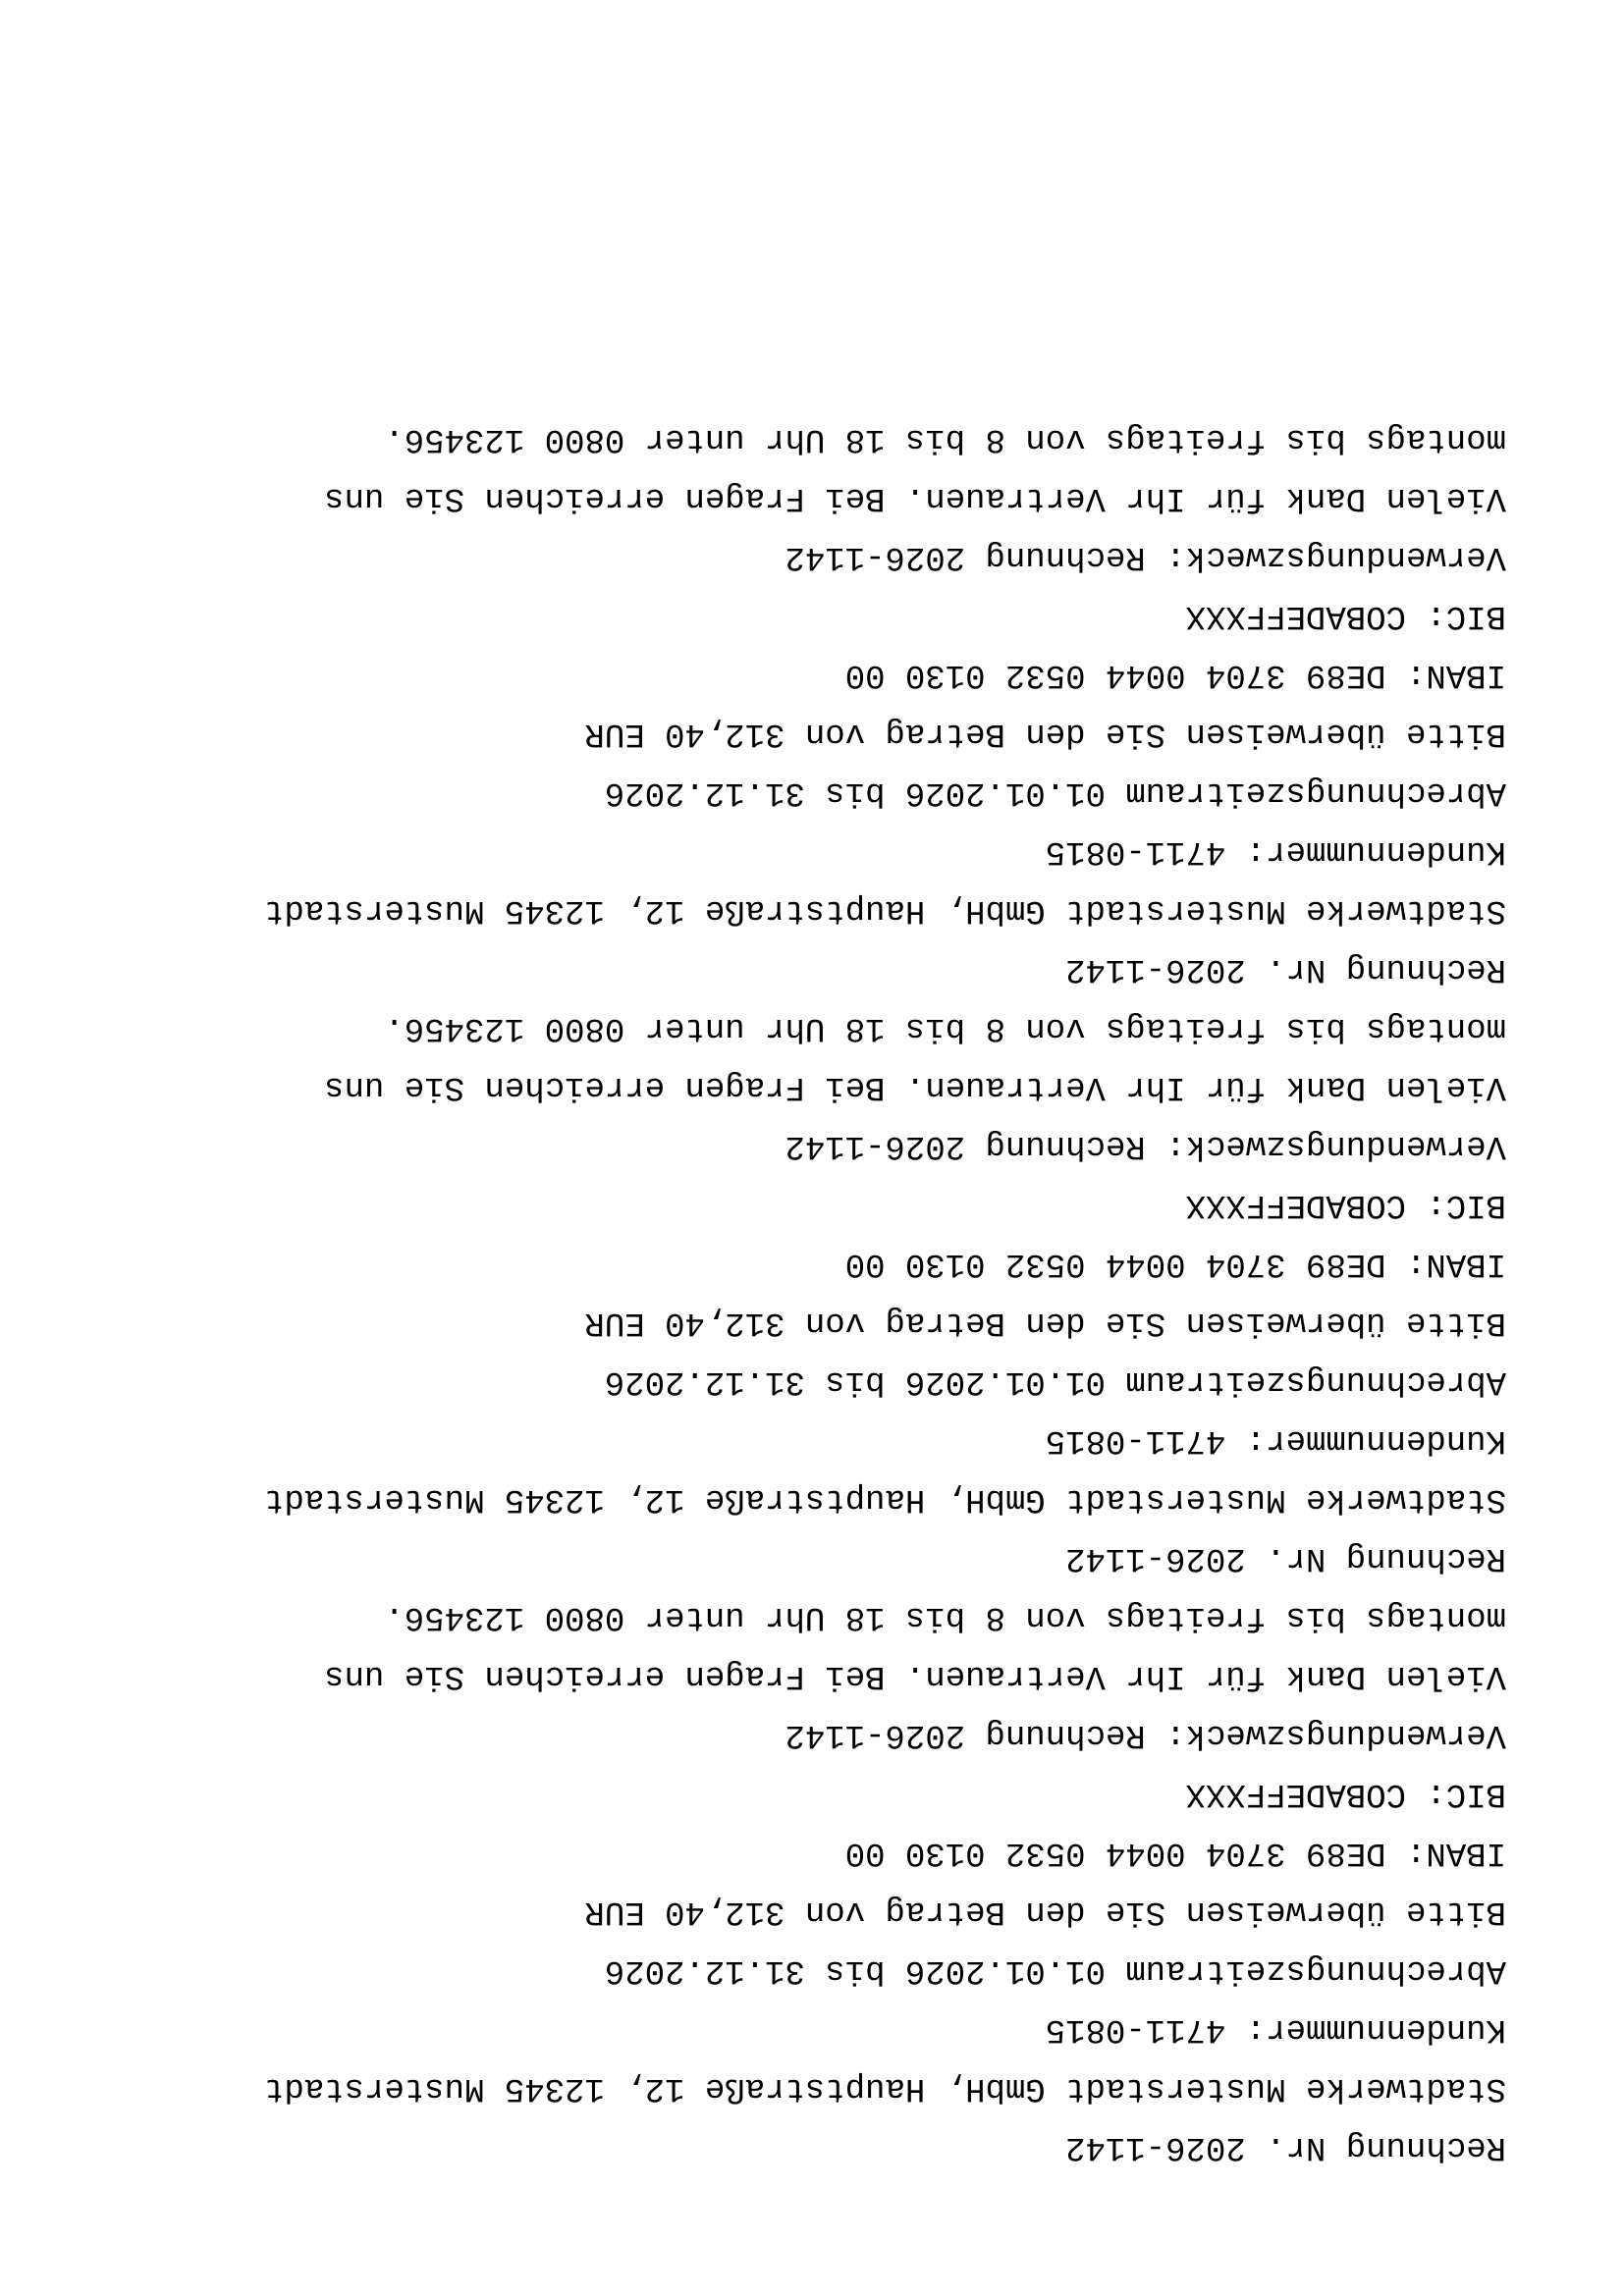 Rechnung Nr. 2026-1142
Stadtwerke Musterstadt GmbH, Hauptstraße 12, 12345 Musterstadt
Kundennummer: 4711-0815
Abrechnungszeitraum 01.01.2026 bis 31.12.2026
Bitte überweisen Sie den Betrag von 312,40 EUR
IBAN: DE89 3704 0044 0532 0130 00
BIC: COBADEFFXXX
Verwendungszweck: Rechnung 2026-1142
Vielen Dank für Ihr Vertrauen. Bei Fragen erreichen Sie uns
montags bis freitags von 8 bis 18 Uhr unter 0800 123456.
Rechnung Nr. 2026-1142
Stadtwerke Musterstadt GmbH, Hauptstraße 12, 12345 Musterstadt
Kundennummer: 4711-0815
Abrechnungszeitraum 01.01.2026 bis 31.12.2026
Bitte überweisen Sie den Betrag von 312,40 EUR
IBAN: DE89 3704 0044 0532 0130 00
BIC: COBADEFFXXX
Verwendungszweck: Rechnung 2026-1142
Vielen Dank für Ihr Vertrauen. Bei Fragen erreichen Sie uns
montags bis freitags von 8 bis 18 Uhr unter 0800 123456.
Rechnung Nr. 2026-1142
Stadtwerke Musterstadt GmbH, Hauptstraße 12, 12345 Musterstadt
Kundennummer: 4711-0815
Abrechnungszeitraum 01.01.2026 bis 31.12.2026
Bitte überweisen Sie den Betrag von 312,40 EUR
IBAN: DE89 3704 0044 0532 0130 00
BIC: COBADEFFXXX
Verwendungszweck: Rechnung 2026-1142
Vielen Dank für Ihr Vertrauen. Bei Fragen erreichen Sie uns
montags bis freitags von 8 bis 18 Uhr unter 0800 123456.